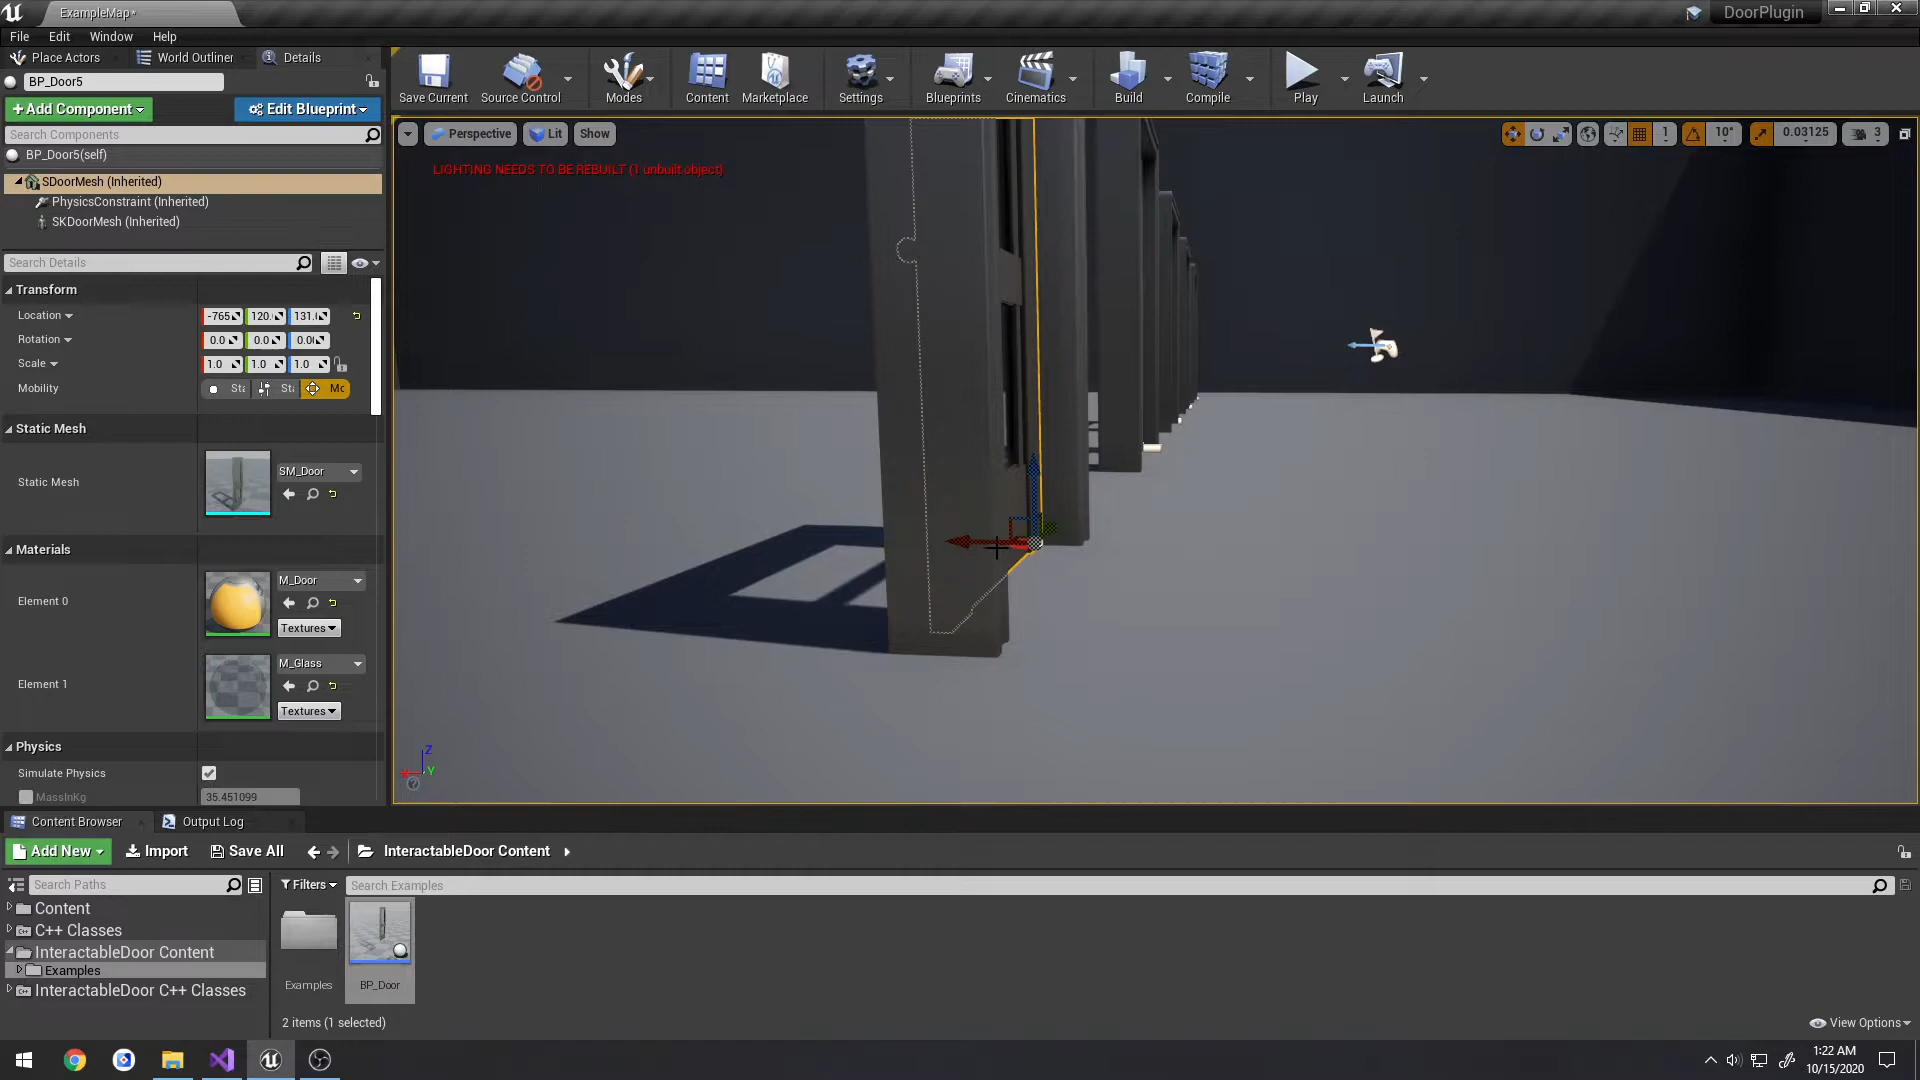 ExampleMap*
DoorPlugin
File Edit Window Help
Place Actors World Outliner Details
BP_Door5
+Add Component Edit Blueprint
Search Components
BP_Door5(self)
SDoorMesh (Inherited)
PhysicsConstraint (Inherited)
SKDoorMesh (Inherited)
Search Details
Transform
Location -765 120. 131.
Rotation 0.0 0.0 0.0
Scale 1.0 1.0 1.0
Mobility Sta Sta Mo
Static Mesh
Static Mesh SM_Door
Materials
Element 0 M_Door
Textures
Element 1 M_Glass
Textures
Physics
Simulate Physics
MassInKg 35.451099
Save Current Source Control Modes Content Marketplace Settings Blueprints Cinematics Build Compile Play Launch
Perspective Lit Show
1 10° 0.03125 3
LIGHTING NEEDS TO BE REBUILT (1 unbuilt object)
Z
X Y
Content Browser Output Log
Add New Import Save All InteractableDoor Content
Search Paths Filters Search Examples
Content
C++ Classes
InteractableDoor Content
Examples
InteractableDoor C++ Classes
Examples BP_Door
2 items (1 selected)
View Options
1:22 AM
10/15/2020